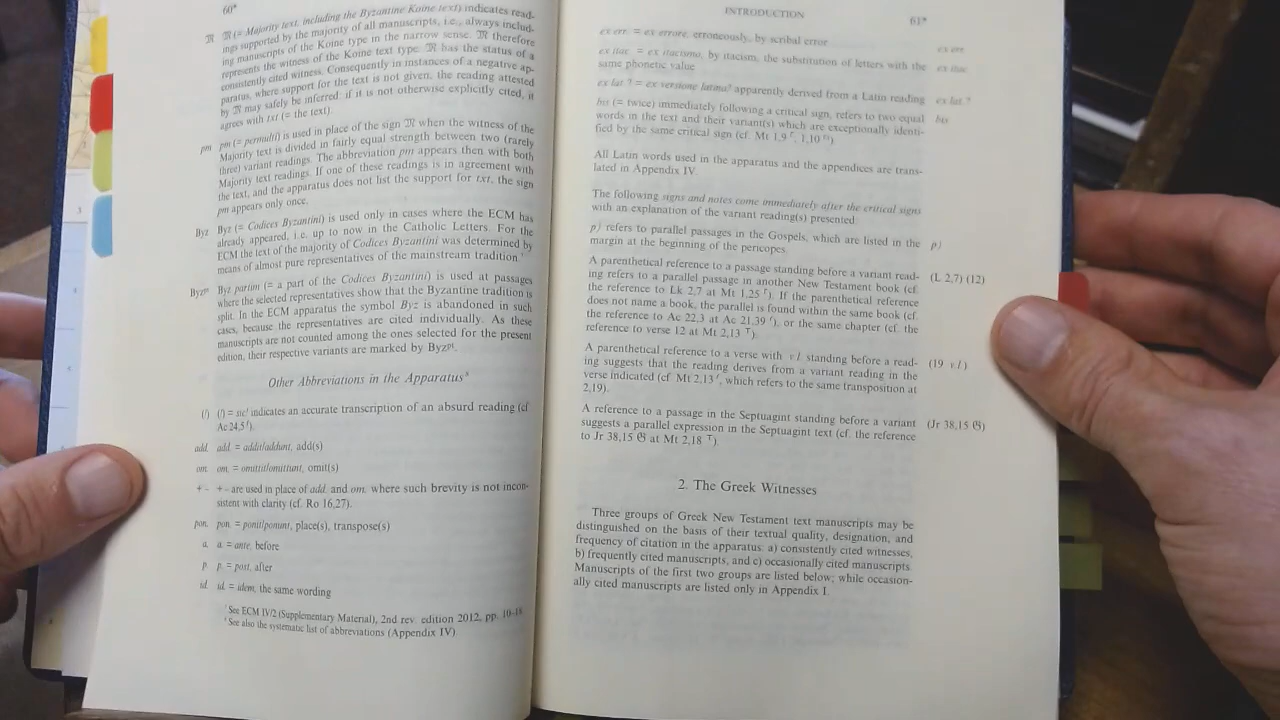 60*
𝔐 𝔐 (= Majority text, including the Byzantine Koine text) indicates read-
ings supported by the majority of all manuscripts, i.e., always includ-
ing manuscripts of the Koine type in the narrow sense. 𝔐 therefore
represents the witness of the Koine text type. 𝔐 has the status of a
consistently cited witness. Consequently in instances of a negative ap-
paratus, where support for the text is not given, the reading attested
by 𝔐 may safely be inferred: if it is not otherwise explicitly cited, it
agrees with txt (= the text).
pm pm (= permulti) is used in place of the sign 𝔐 when the witness of the
Majority text is divided in fairly equal strength between two (rarely
three) variant readings. The abbreviation pm appears then with both
Majority text readings. If one of these readings is in agreement with
the text, and the apparatus does not list the support for txt, the sign
pm appears only once.
Byz Byz (= Codices Byzantini) is used only in cases where the ECM has
already appeared, i.e. up to now in the Catholic Letters. For the
ECM the text of the majority of Codices Byzantini was determined by
means of almost pure representatives of the mainstream tradition.⁷
Byzᵖᵗ Byz partim (= a part of the Codices Byzantini) is used at passages
where the selected representatives show that the Byzantine tradition is
split. In the ECM apparatus the symbol Byz is abandoned in such
cases, because the representatives are cited individually. As these
manuscripts are not counted among the ones selected for the present
edition, their respective variants are marked by Byzᵖᵗ.
Other Abbreviations in the Apparatus⁸
(!) (!) = sic! indicates an accurate transcription of an absurd reading (cf
Ac 24,5).
add. add. = addit/addunt, add(s)
om. om. = omittit/omittunt, omit(s)
+ - + - are used in place of add. and om. where such brevity is not incon-
sistent with clarity (cf. Ro 16,27).
pon. pon. = ponit/ponunt, place(s), transpose(s)
a. a. = ante, before
p. p. = post, after
id. id. = idem, the same wording
⁷ See ECM IV/2 (Supplementary Material), 2nd rev. edition 2012, pp. 10-18.
⁸ See also the systematic list of abbreviations (Appendix IV).
INTRODUCTION 61*
ex err. = ex errore, erroneously, by scribal error ex err.
ex itac. = ex itacismo, by itacism, the substitution of letters with the ex itac.
same phonetic value
ex lat.? = ex versione latina? apparently derived from a Latin reading ex lat.?
bis (= twice) immediately following a critical sign, refers to two equal bis
words in the text and their variant(s) which are exceptionally identi-
fied by the same critical sign (cf. Mt 1,9, 1,10)
All Latin words used in the apparatus and the appendices are trans-
lated in Appendix IV.
The following signs and notes come immediately after the critical signs
with an explanation of the variant reading(s) presented:
p) refers to parallel passages in the Gospels, which are listed in the p)
margin at the beginning of the pericopes.
A parenthetical reference to a passage standing before a variant read- (L 2,7) (12)
ing refers to a parallel passage in another New Testament book (cf.
the reference to Lk 2,7 at Mt 1,25 ⸀). If the parenthetical reference
does not name a book, the parallel is found within the same book (cf.
the reference to Ac 22,3 at Ac 21,39), or the same chapter (cf. the
reference to verse 12 at Mt 2,13 ⸆).
A parenthetical reference to a verse with v.l. standing before a read- (19 v.l.)
ing suggests that the reading derives from a variant reading in the
verse indicated (cf. Mt 2,13, which refers to the same transposition at
2,19).
A reference to a passage in the Septuagint standing before a variant (Jr 38,15 𝔊)
suggests a parallel expression in the Septuagint text (cf. the reference
to Jr 38,15 𝔊 at Mt 2,18 ⸆).
2. The Greek Witnesses
Three groups of Greek New Testament text manuscripts may be
distinguished on the basis of their textual quality, designation, and
frequency of citation in the apparatus: a) consistently cited witnesses,
b) frequently cited manuscripts, and c) occasionally cited manuscripts.
Manuscripts of the first two groups are listed below; while occasion-
ally cited manuscripts are listed only in Appendix I.